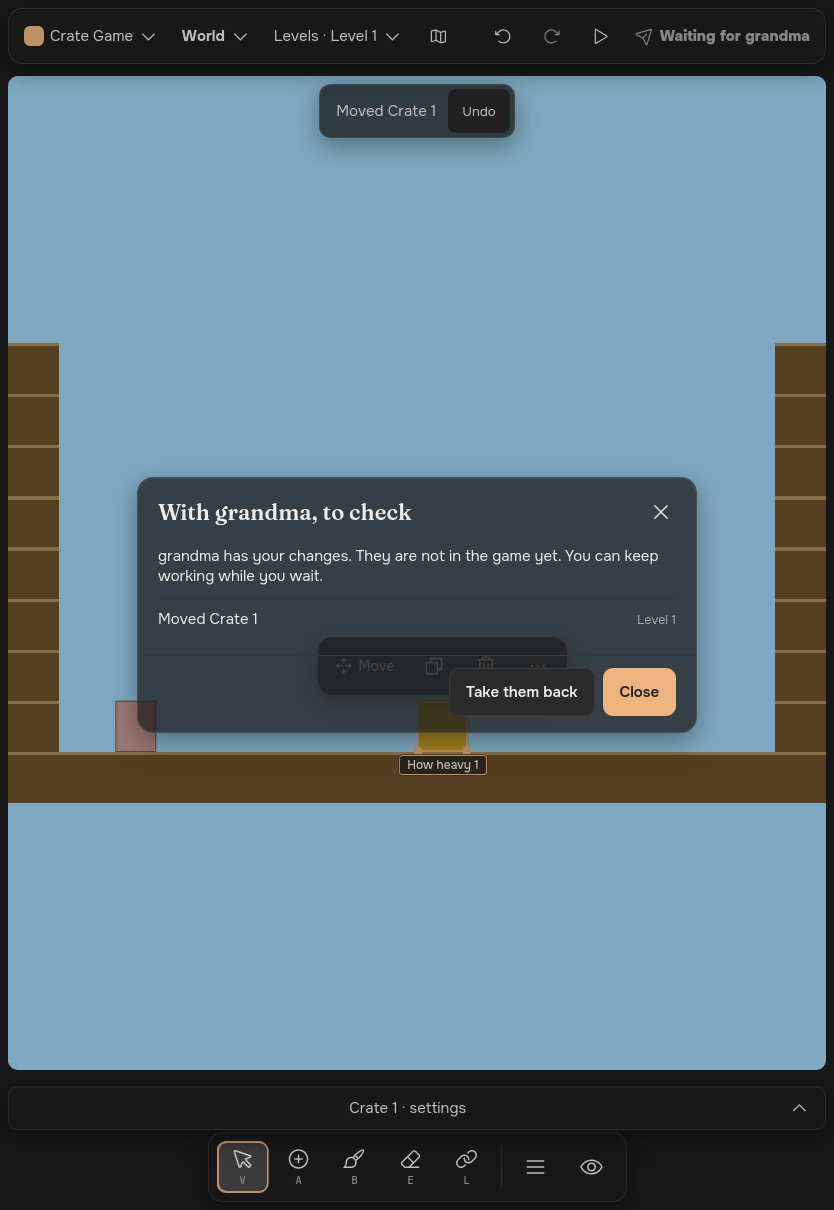 Crate Game
World
Levels · Level 1
Waiting for grandma
Moved Crate 1
Undo
With grandma, to check
grandma has your changes. They are not in the game yet. You can keep
working while you wait.
Moved Crate 1
Level 1
Move
Take them back
Close
How heavy 1
Crate 1 · settings
V
A
B
E
L